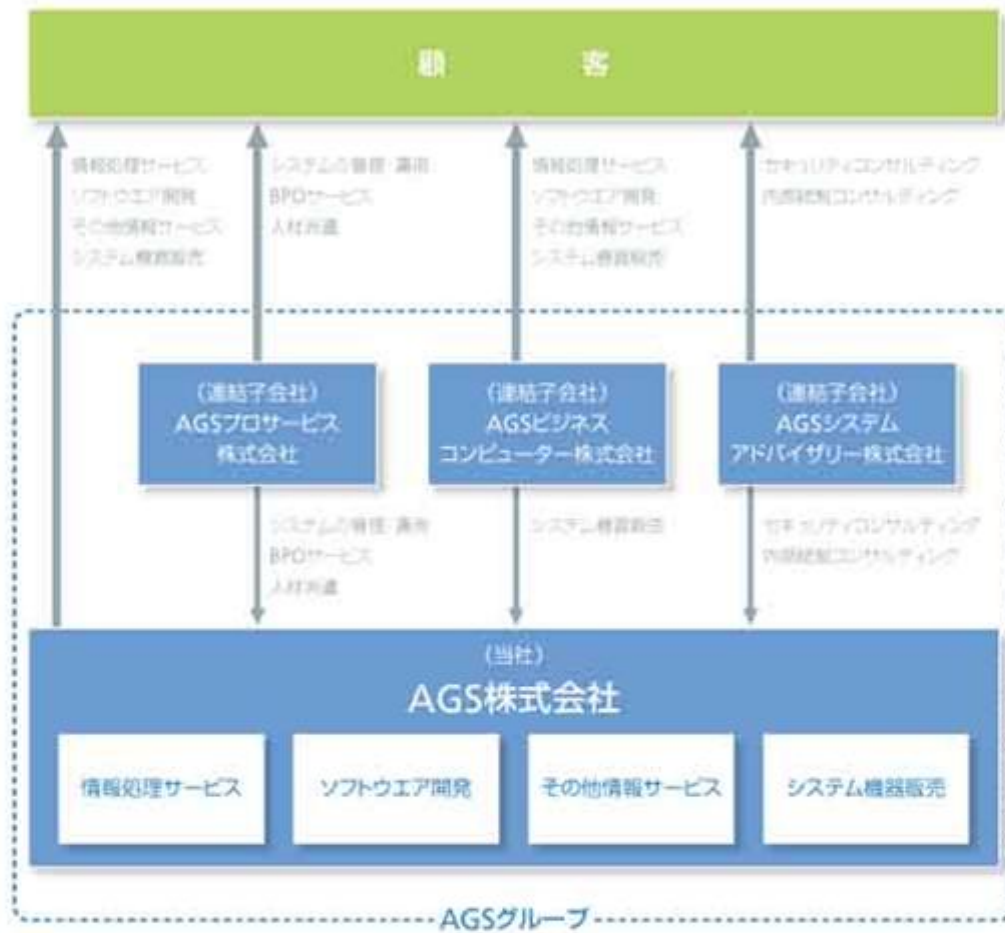 顧客
情報処理サービス
ソフトウエア開発
その他情報サービス
システム機器販売
システムの管理・運用
BPOサービス
人材派遣
情報処理サービス
ソフトウエア開発
その他情報サービス
システム機器販売
セキュリティコンサルティング
内部統制コンサルティング
(連結子会社)
AGSプロサービス
株式会社
(連結子会社)
AGSビジネス
コンピューター株式会社
(連結子会社)
AGSシステム
アドバイザリー株式会社
システムの管理・運用
BPOサービス
人材派遣
システム機器販売
セキュリティコンサルティング
内部統制コンサルティング
(当社)
AGS株式会社
情報処理サービス
ソフトウエア開発
その他情報サービス
システム機器販売
AGSグループ